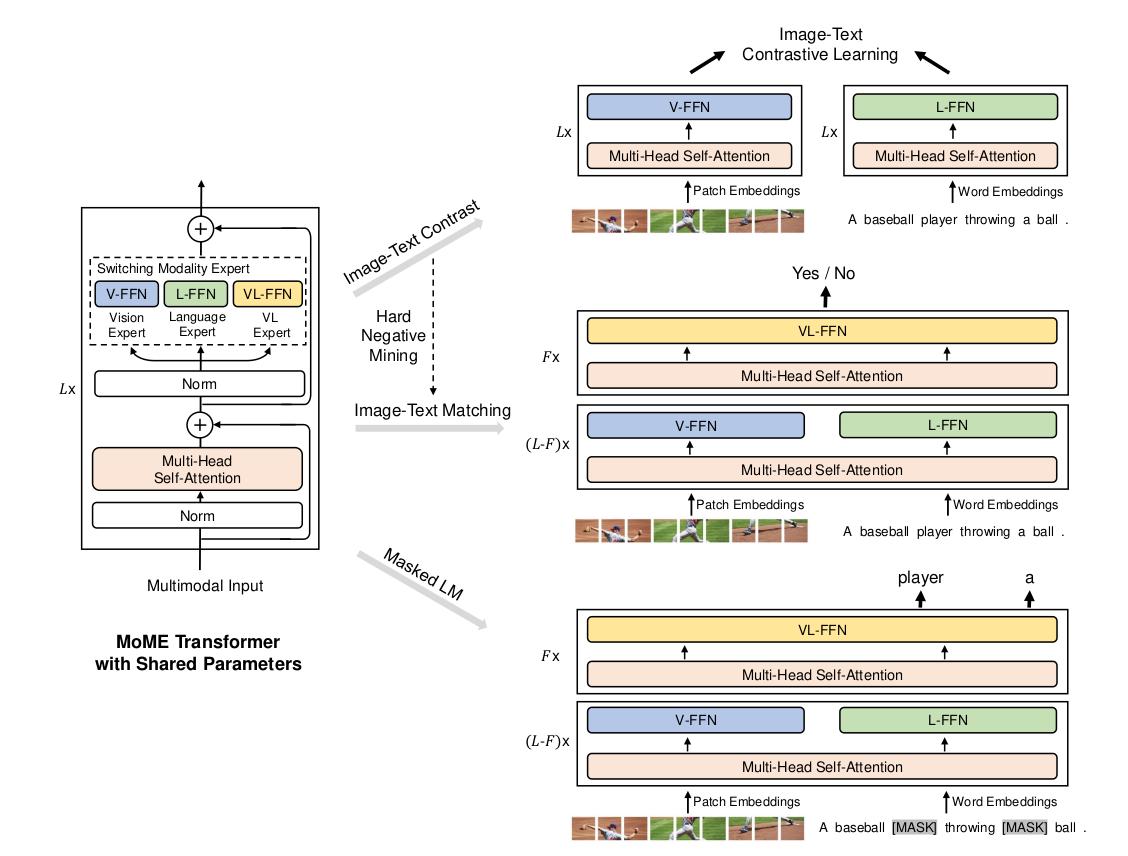 Switching Modality Expert
V-FFN
L-FFN
VL-FFN
Vision
Expert
Language
Expert
VL
Expert
Norm
Lx
Multi-Head
Self-Attention
Norm
Multimodal Input
MoME Transformer
with Shared Parameters
Image-Text Contrast
Hard
Negative
Mining
Image-Text Matching
Masked LM
Image-Text
Contrastive Learning
V-FFN
Lx
Multi-Head Self-Attention
Patch Embeddings
L-FFN
Lx
Multi-Head Self-Attention
Word Embeddings
A baseball player throwing a ball .
Yes / No
VL-FFN
Fx
Multi-Head Self-Attention
V-FFN
L-FFN
(L-F)x
Multi-Head Self-Attention
Patch Embeddings
Word Embeddings
A baseball player throwing a ball .
player
a
VL-FFN
Fx
Multi-Head Self-Attention
V-FFN
L-FFN
(L-F)x
Multi-Head Self-Attention
Patch Embeddings
Word Embeddings
A baseball [MASK] throwing [MASK] ball .